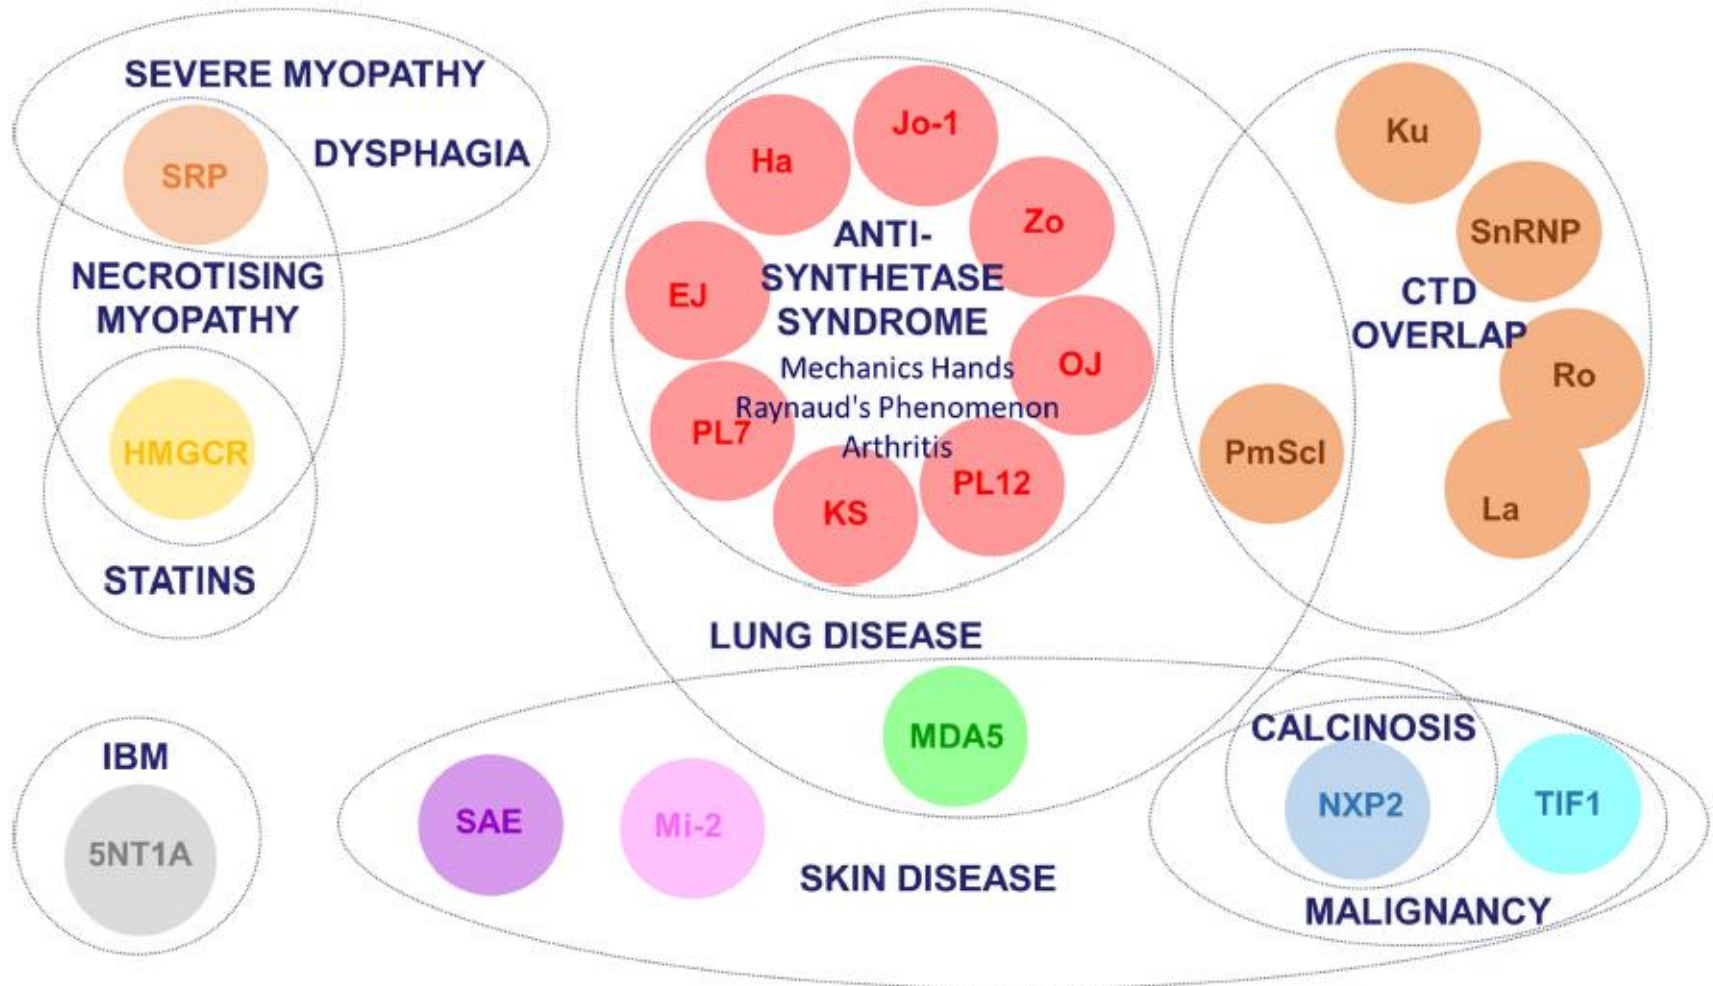 SEVERE MYOPATHY
DYSPHAGIA
SRP
NECROTISING
MYOPATHY
HMGCR
STATINS
IBM
5NT1A
Jo-1
Ha
Zo
EJ
OJ
PL7
PL12
KS
ANTI-
SYNTHETASE
SYNDROME
Mechanics Hands
Raynaud's Phenomenon
Arthritis
LUNG DISEASE
Ku
SnRNP
CTD
OVERLAP
Ro
La
PmScl
MDA5
SAE
Mi-2
SKIN DISEASE
CALCINOSIS
NXP2
TIF1
MALIGNANCY